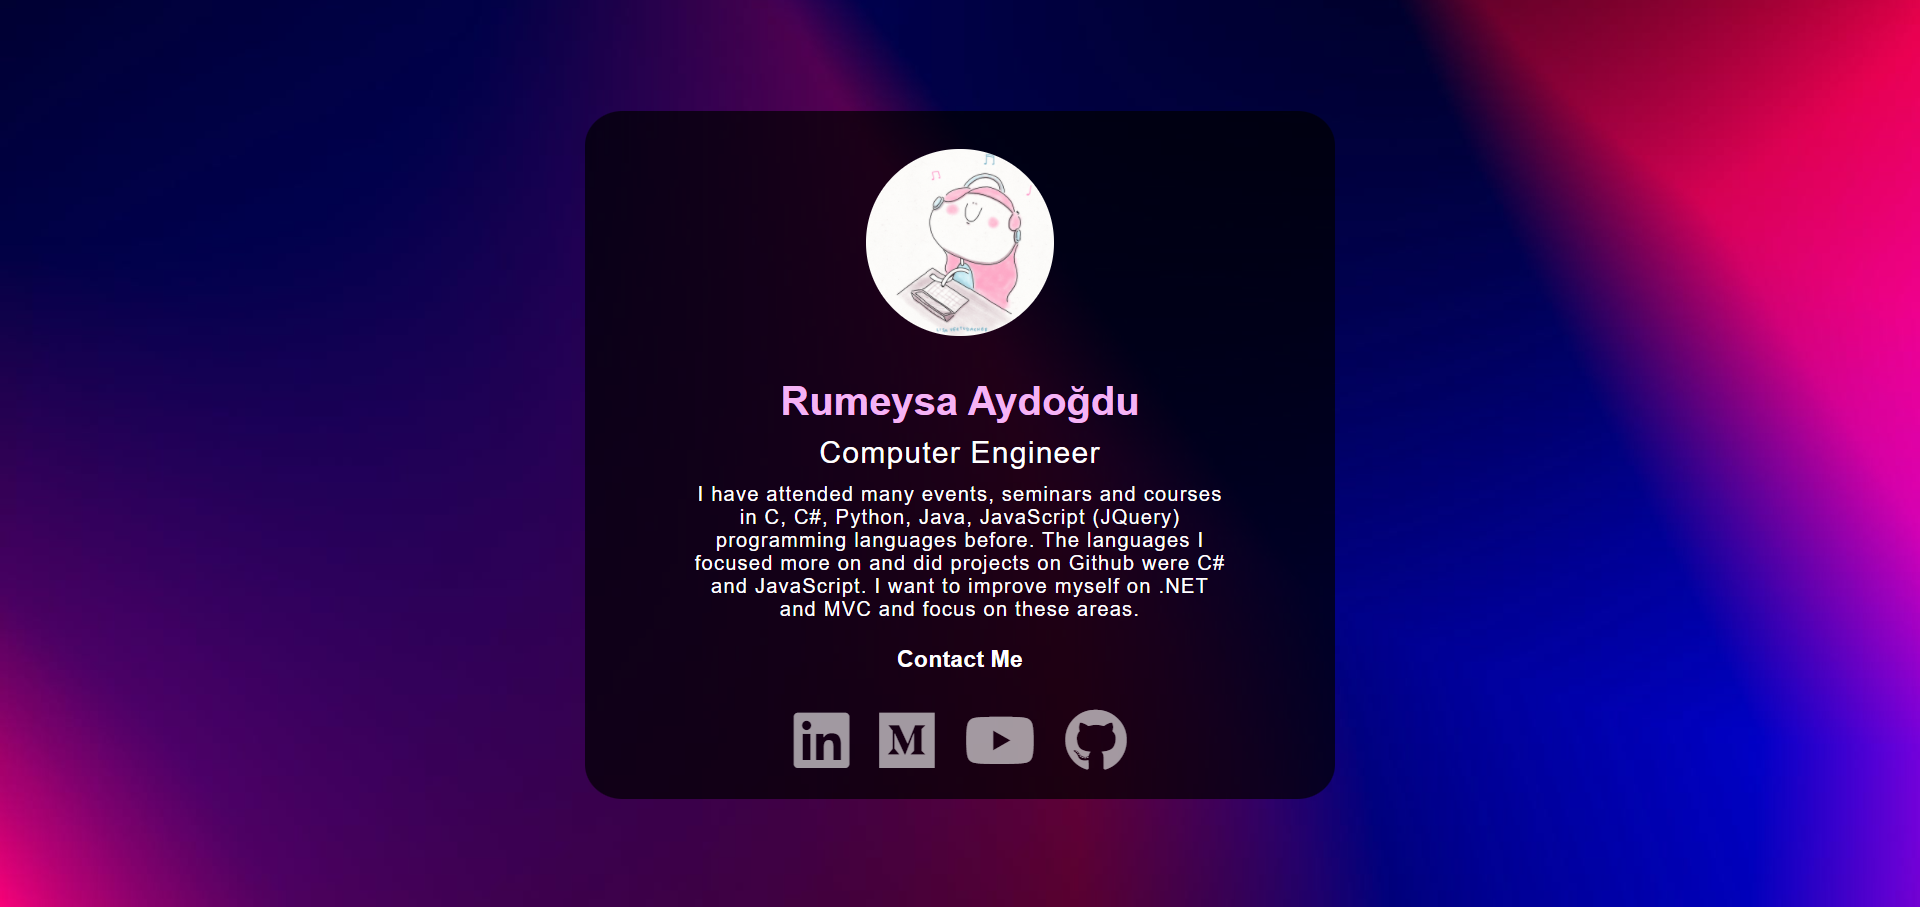 Rumeysa Aydoğdu
Computer Engineer
I have attended many events, seminars and courses
in C, C#, Python, Java, JavaScript (JQuery)
programming languages before. The languages I
focused more on and did projects on Github were C#
and JavaScript. I want to improve myself on .NET
and MVC and focus on these areas.
Contact Me
in
M